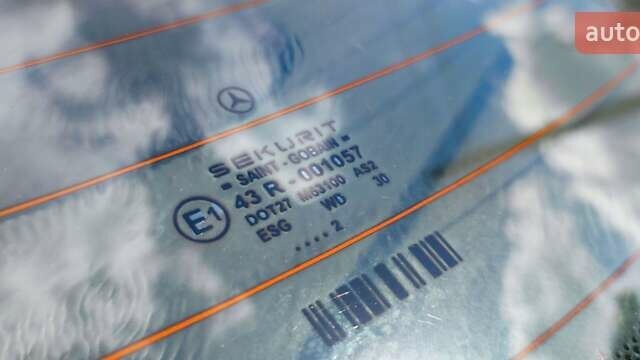 auto
SEKURIT
= SAINT - GOBAIN =
E1 43 R - 001057
DOT27 M63100 AS2
ESG WD 30
.... 2